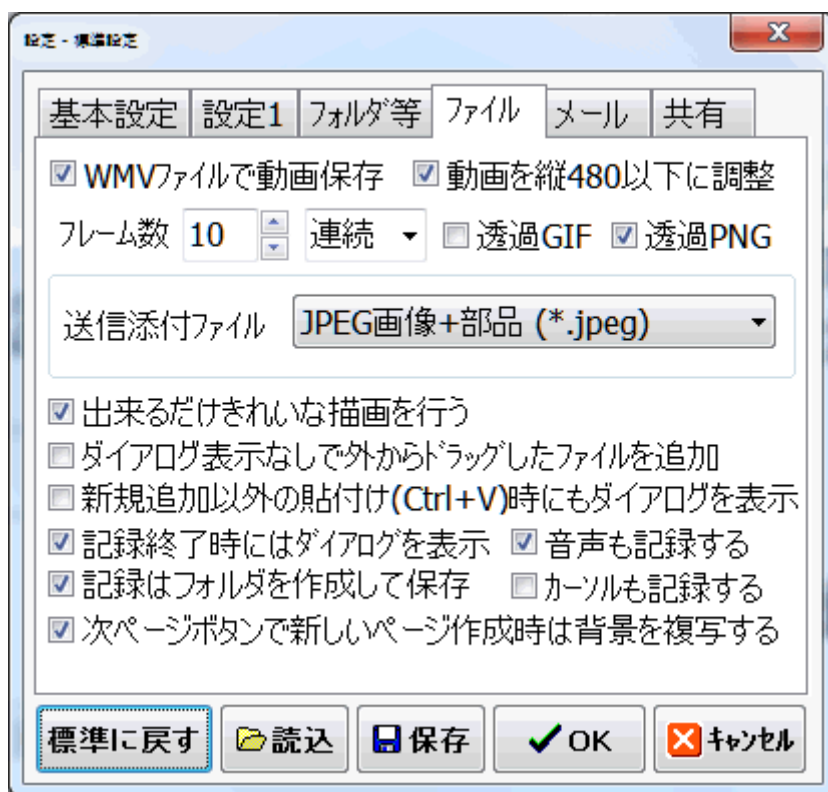 設定 - 標準設定
基本設定 設定1 フォルダ等 ファイル メール 共有
WMVファイルで動画保存 動画を縦480以下に調整
フレーム数 10 連続 透過GIF 透過PNG
送信添付ファイル JPEG画像+部品 (*.jpeg)
出来るだけきれいな描画を行う
ダイアログ表示なしで外からドラッグしたファイルを追加
新規追加以外の貼付け(Ctrl+V)時にもダイアログを表示
記録終了時にはダイアログを表示 音声も記録する
記録はフォルダを作成して保存 カーソルも記録する
次ページボタンで新しいページ作成時は背景を複写する
標準に戻す 読込 保存 OK キャンセル